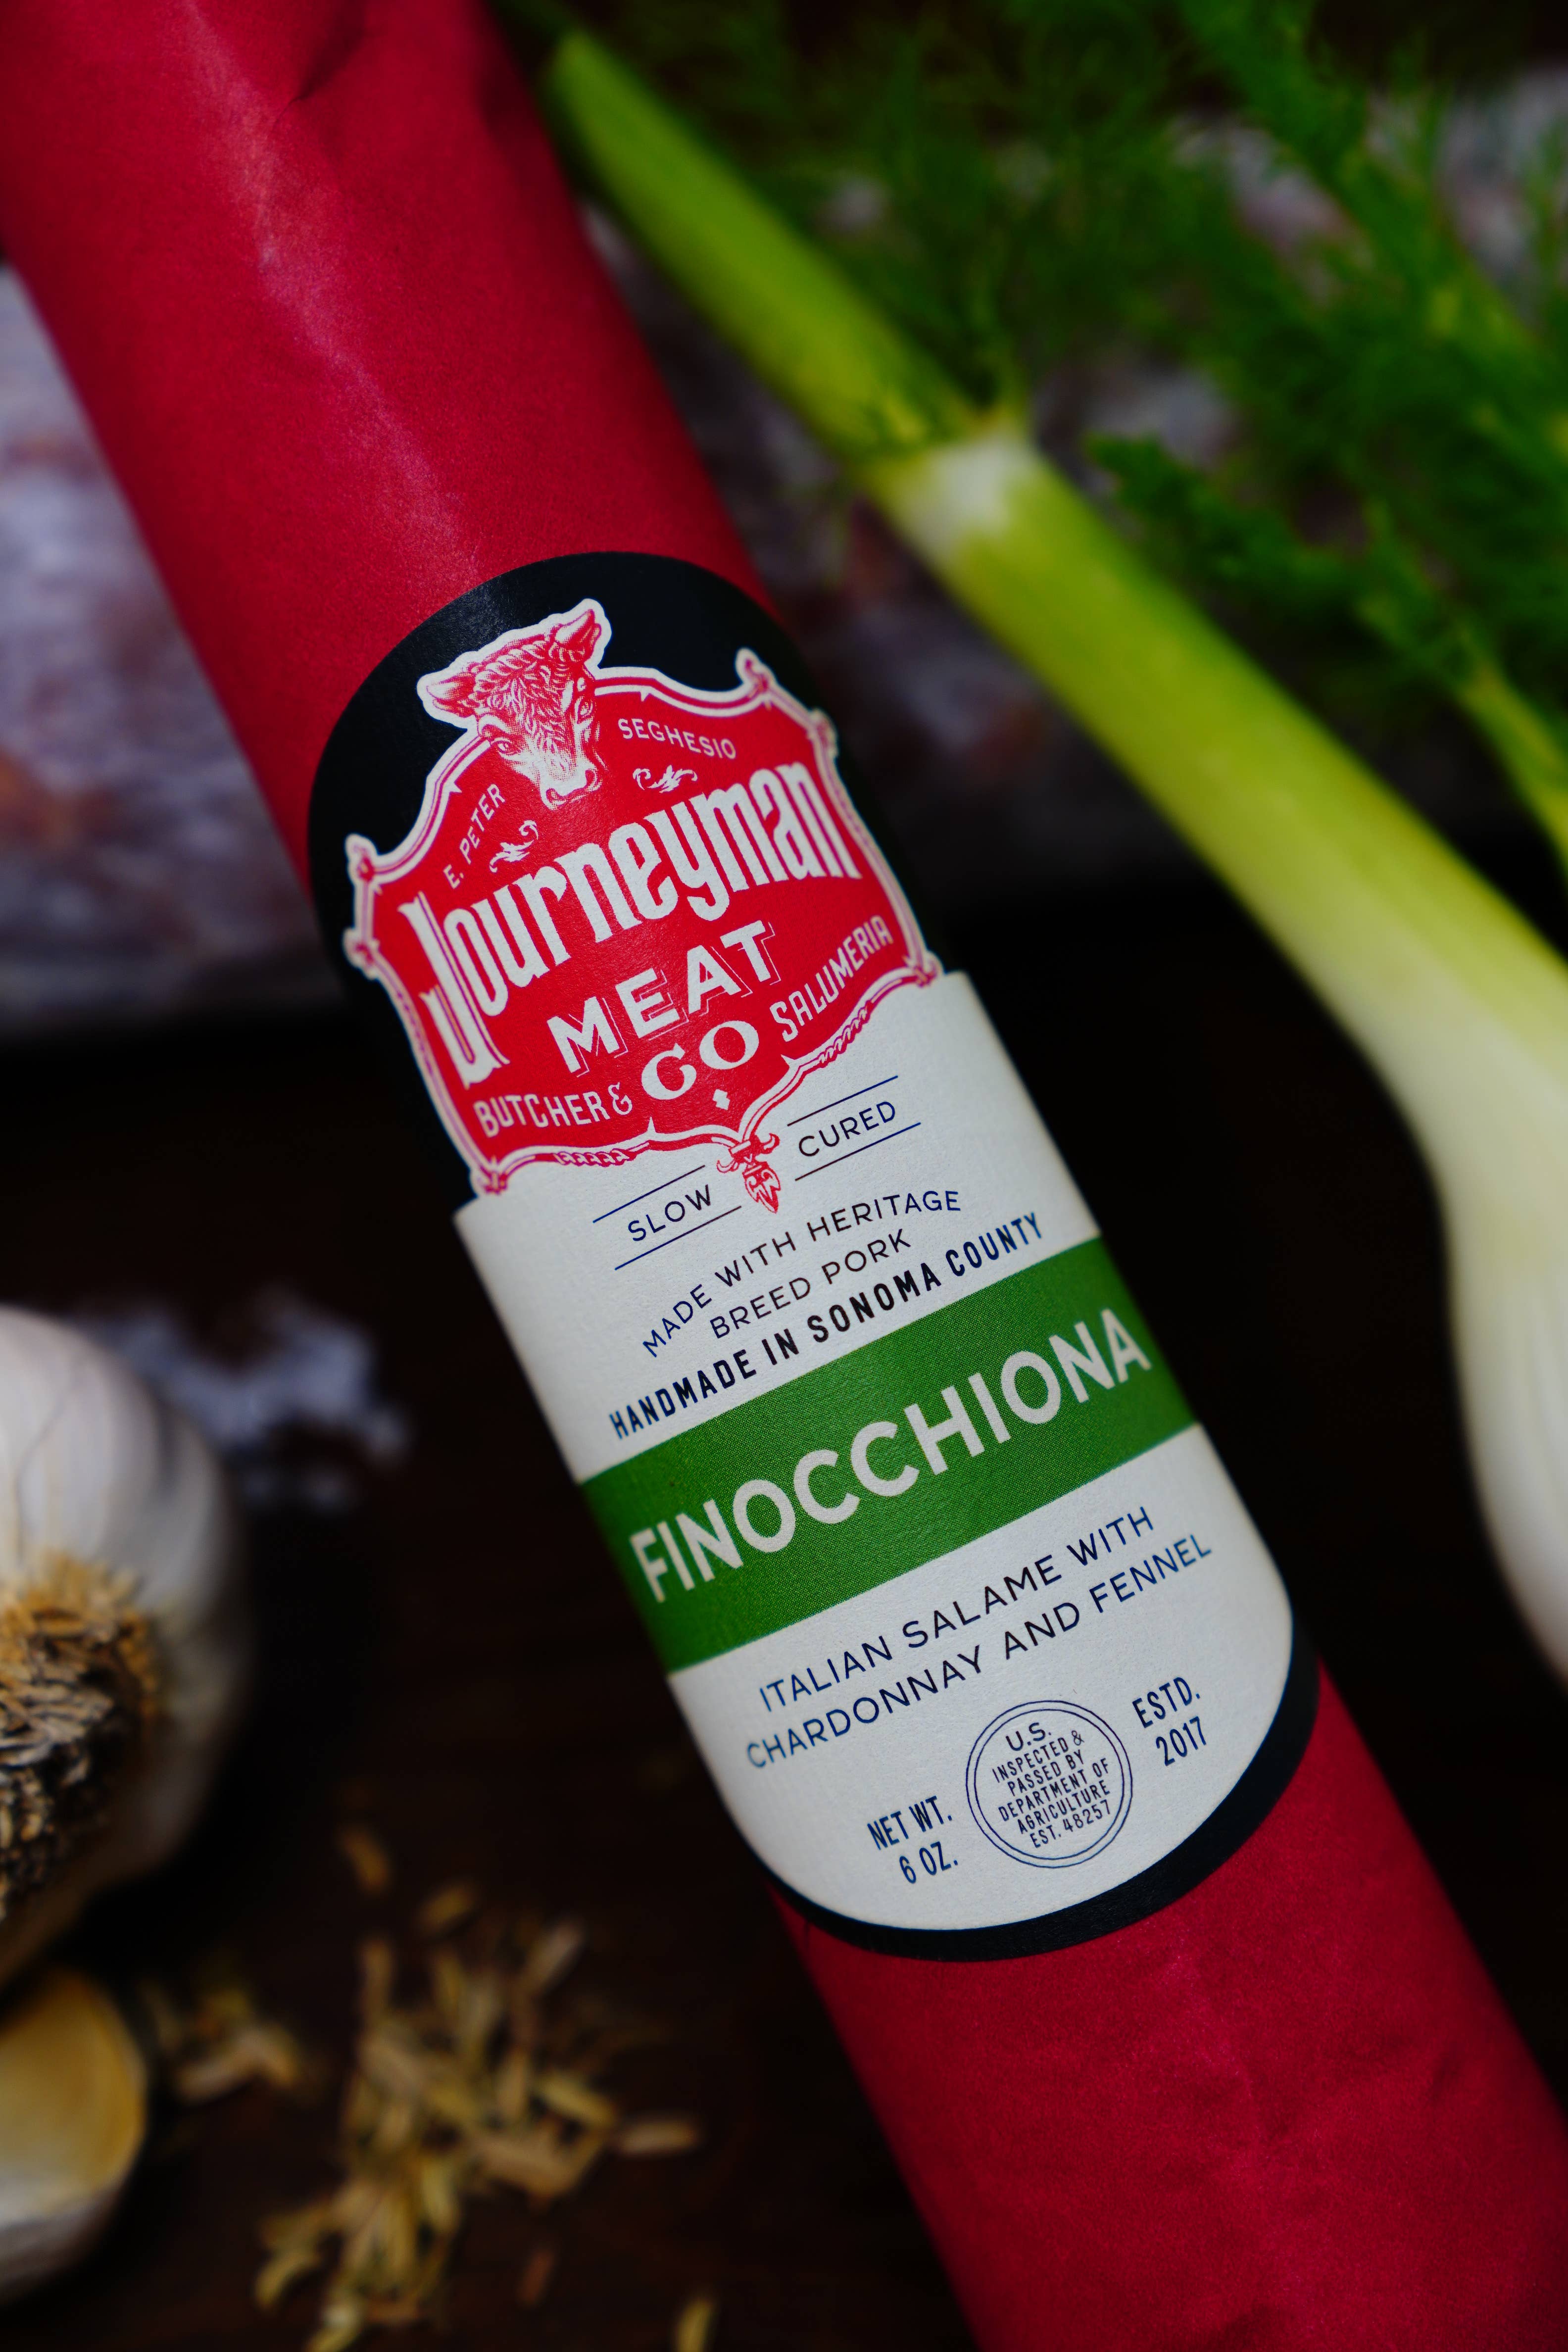 E. PETER SEGHESIO
Journeyman
MEAT
BUTCHER & CO SALUMERIA
SLOW CURED
MADE WITH HERITAGE
BREED PORK
HANDMADE IN SONOMA COUNTY
FINOCCHIONA
ITALIAN SALAME WITH
CHARDONNAY AND FENNEL
NET WT.
6 OZ.
U.S.
INSPECTED &
PASSED BY
DEPARTMENT OF
AGRICULTURE
EST. 48257
ESTD.
2017